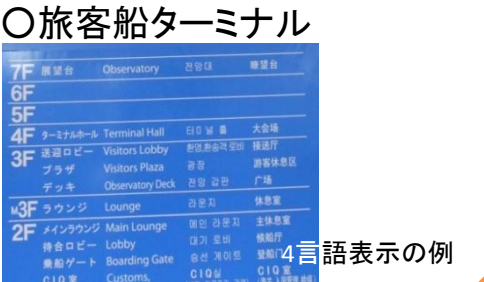 〇旅客船ターミナル
7F 展望台 Observatory 전망대 瞭望台
6F
5F
4F ターミナルホール Terminal Hall 터미널 홀 大会场
3F 送迎ロビー Visitors Lobby 환영,환송객 로비 接送厅
プラザ Visitors Plaza 광장 游客休息区
デッキ Observatory Deck 전망 갑판 广场
M3F ラウンジ Lounge 라운지 休息室
2F メインラウンジ Main Lounge 메인 라운지 主休息室
待合ロビー Lobby 대기 로비 候船厅
乗船ゲート Boarding Gate 승선 게이트 登船门
CIQ室 Customs, CIQ실 CIQ室
4言語表示の例